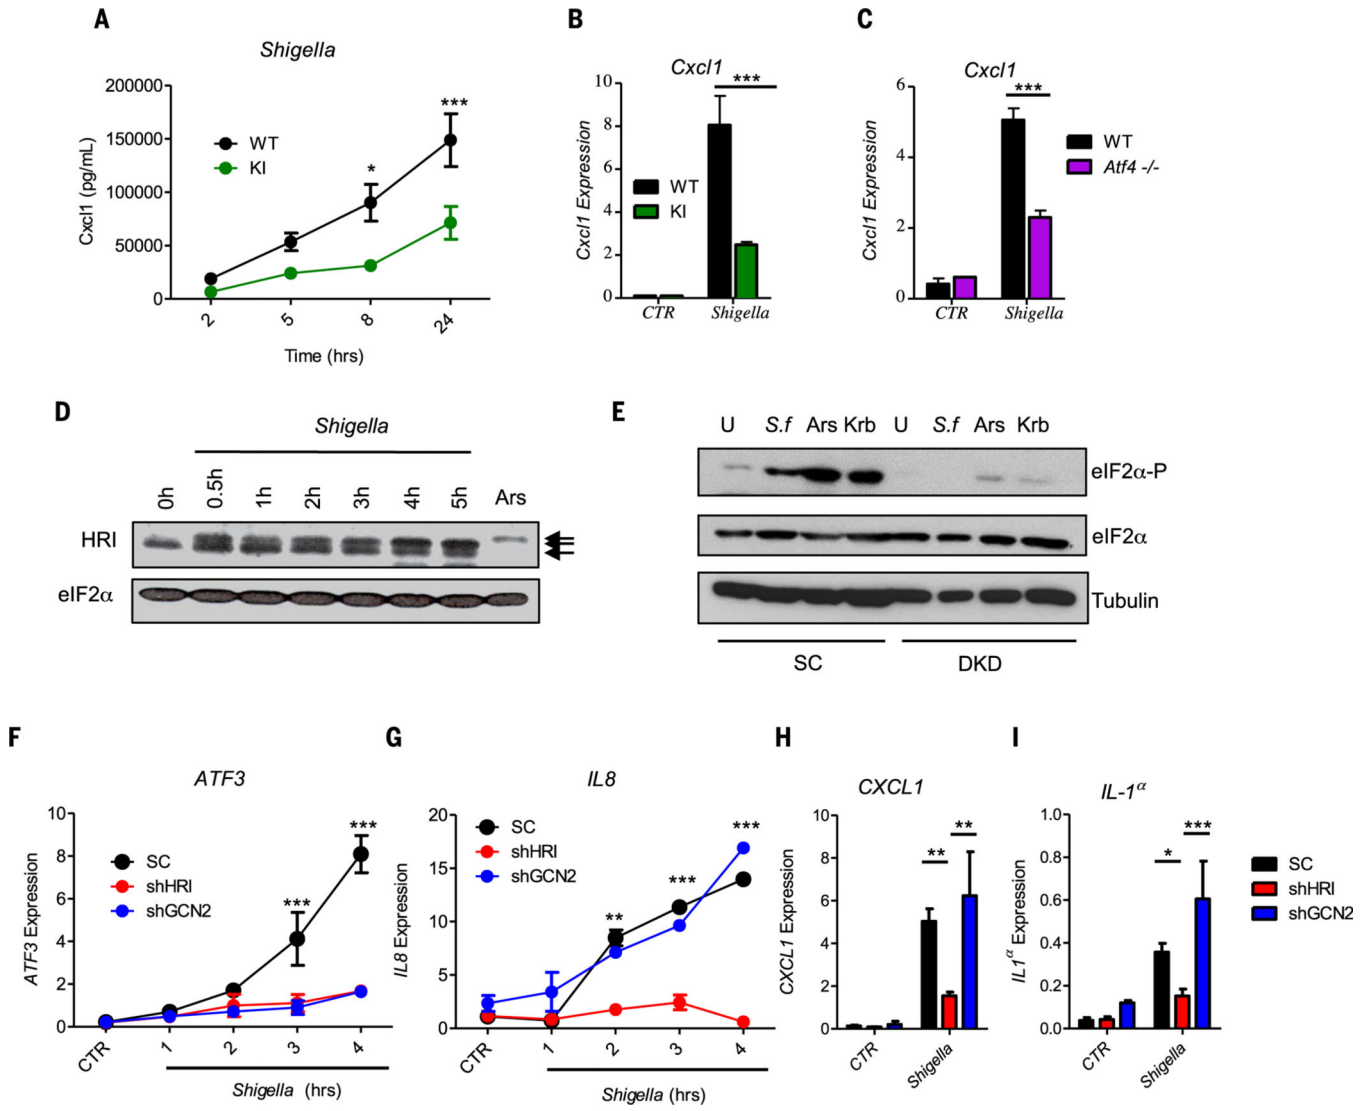 A
Shigella
Cxcl1 (pg/mL)
200000
150000
100000
50000
0
WT
KI
*
***
2
5
8
24
Time (hrs)
B
Cxcl1
***
Cxcl1 Expression
10
8
6
4
2
0
WT
KI
CTR
Shigella
C
Cxcl1
***
Cxcl1 Expression
6
4
2
0
WT
Atf4 -/-
CTR
Shigella
D
Shigella
0h
0.5h
1h
2h
3h
4h
5h
Ars
HRI
eIF2α
E
U S.f Ars Krb U S.f Ars Krb
eIF2α-P
eIF2α
Tubulin
SC
DKD
F
ATF3
ATF3 Expression
10
8
6
4
2
0
SC
shHRI
shGCN2
***
***
CTR
1
2
3
4
Shigella (hrs)
G
IL8
IL8 Expression
20
15
10
5
0
SC
shHRI
shGCN2
**
***
***
CTR
1
2
3
4
Shigella (hrs)
H
CXCL1
CXCL1 Expression
10
8
6
4
2
0
**
**
CTR
Shigella
I
IL-1α
IL1α Expression
1.0
0.8
0.6
0.4
0.2
0.0
*
***
CTR
Shigella
SC
shHRI
shGCN2